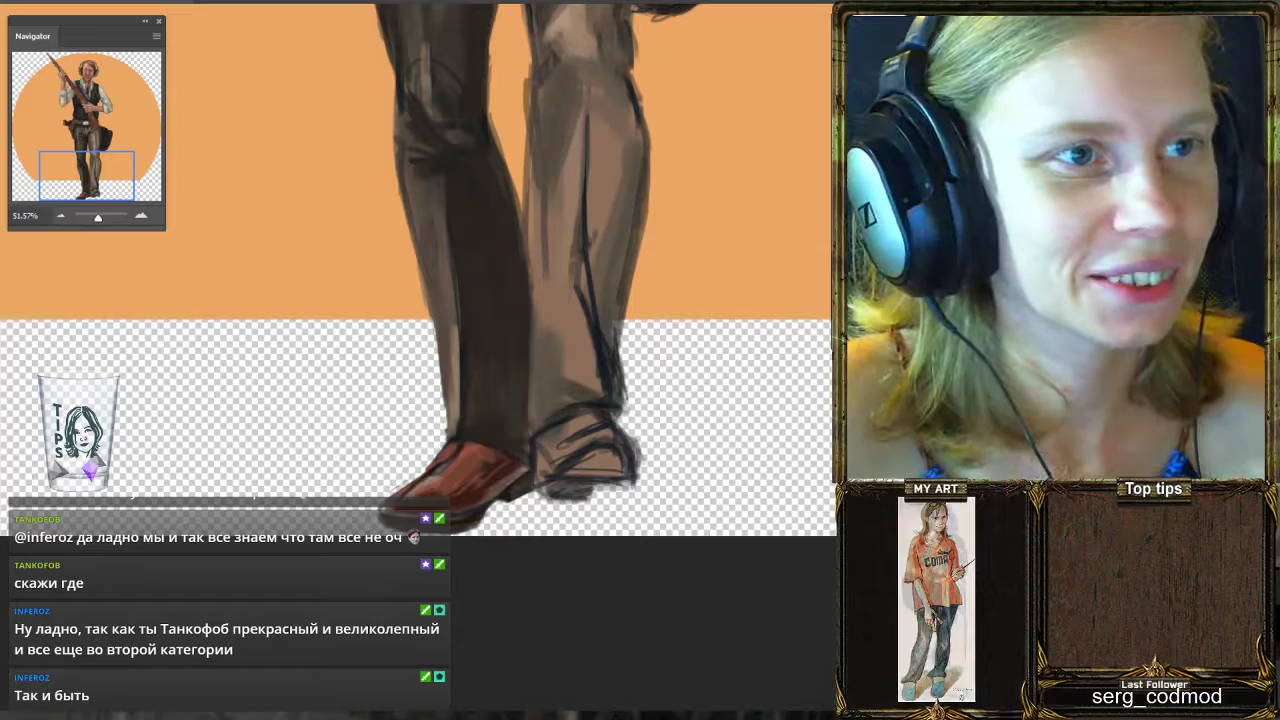 Navigator
51.57%
TIPS
TANKOFOB
@inferoz да ладно мы и так все знаем что там все не оч
TANKOFOB
скажи где
INFEROZ
Ну ладно, так как ты Танкофоб прекрасный и великолепный
и все еще во второй категории
INFEROZ
Так и быть
MY ART
Top tips
Last Follower
serg_codmod